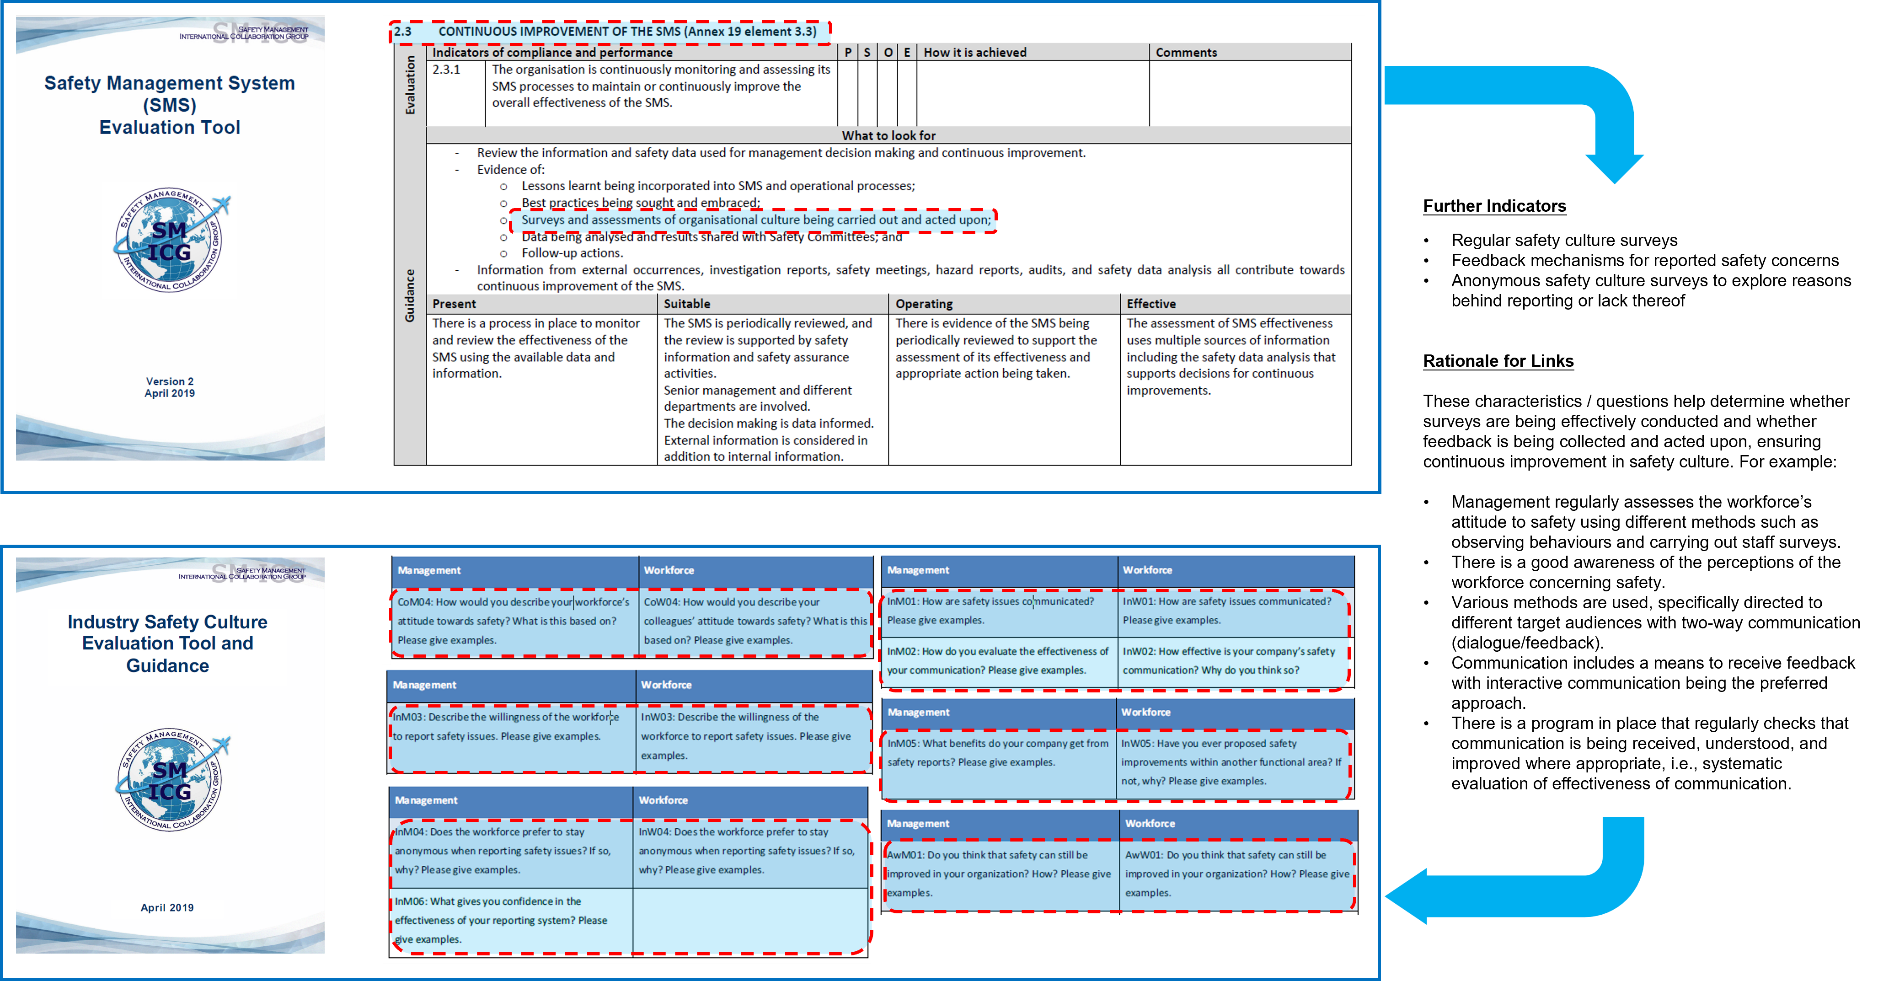 SM ICG
SAFETY MANAGEMENT
INTERNATIONAL COLLABORATION GROUP
Safety Management System
(SMS)
Evaluation Tool
SAFETY MANAGEMENT
SM
ICG
INTERNATIONAL COLLABORATION GROUP
Version 2
April 2019
2.3 CONTINUOUS IMPROVEMENT OF THE SMS (Annex 19 element 3.3)
Evaluation
Indicators of compliance and performance P S O E How it is achieved Comments
2.3.1 The organisation is continuously monitoring and assessing its
SMS processes to maintain or continuously improve the
overall effectiveness of the SMS.
Guidance
What to look for
- Review the information and safety data used for management decision making and continuous improvement.
- Evidence of:
o Lessons learnt being incorporated into SMS and operational processes;
o Best practices being sought and embraced;
o Surveys and assessments of organisational culture being carried out and acted upon;
o Data being analysed and results shared with Safety Committees; and
o Follow-up actions.
- Information from external occurrences, investigation reports, safety meetings, hazard reports, audits, and safety data analysis all contribute towards
continuous improvement of the SMS.
Present
There is a process in place to monitor
and review the effectiveness of the
SMS using the available data and
information.
Suitable
The SMS is periodically reviewed, and
the review is supported by safety
information and safety assurance
activities.
Senior management and different
departments are involved.
The decision making is data informed.
External information is considered in
addition to internal information.
Operating
There is evidence of the SMS being
periodically reviewed to support the
assessment of its effectiveness and
appropriate action being taken.
Effective
The assessment of SMS effectiveness
uses multiple sources of information
including the safety data analysis that
supports decisions for continuous
improvements.
Further Indicators
• Regular safety culture surveys
• Feedback mechanisms for reported safety concerns
• Anonymous safety culture surveys to explore reasons
behind reporting or lack thereof
Rationale for Links
These characteristics / questions help determine whether
surveys are being effectively conducted and whether
feedback is being collected and acted upon, ensuring
continuous improvement in safety culture. For example:
• Management regularly assesses the workforce's
attitude to safety using different methods such as
observing behaviours and carrying out staff surveys.
• There is a good awareness of the perceptions of the
workforce concerning safety.
• Various methods are used, specifically directed to
different target audiences with two-way communication
(dialogue/feedback).
• Communication includes a means to receive feedback
with interactive communication being the preferred
approach.
• There is a program in place that regularly checks that
communication is being received, understood, and
improved where appropriate, i.e., systematic
evaluation of effectiveness of communication.
SM ICG
SAFETY MANAGEMENT
INTERNATIONAL COLLABORATION GROUP
Industry Safety Culture
Evaluation Tool and
Guidance
SAFETY MANAGEMENT
SM
ICG
INTERNATIONAL COLLABORATION GROUP
April 2019
Management
CoM04: How would you describe your workforce's
attitude towards safety? What is this based on?
Please give examples.
Workforce
CoW04: How would you describe your
colleagues' attitude towards safety? What is this
based on? Please give examples.
Management
InM03: Describe the willingness of the workforce
to report safety issues. Please give examples.
Workforce
InW03: Describe the willingness of the
workforce to report safety issues. Please give
examples.
Management
InM04: Does the workforce prefer to stay
anonymous when reporting safety issues? If so,
why? Please give examples.
Workforce
InW04: Does the workforce prefer to stay
anonymous when reporting safety issues? If so,
why? Please give examples.
InM06: What gives you confidence in the
effectiveness of your reporting system? Please
give examples.
Management
InM01: How are safety issues communicated?
Please give examples.
Workforce
InW01: How are safety issues communicated?
Please give examples.
InM02: How do you evaluate the effectiveness of
your communication? Please give examples.
InW02: How effective is your company's safety
communication? Why do you think so?
Management
InM05: What benefits do your company get from
safety reports? Please give examples.
Workforce
InW05: Have you ever proposed safety
improvements within another functional area? If
not, why? Please give examples.
Management
AwM01: Do you think that safety can still be
improved in your organization? How? Please give
examples.
Workforce
AwW01: Do you think that safety can still be
improved in your organization? How? Please give
examples.